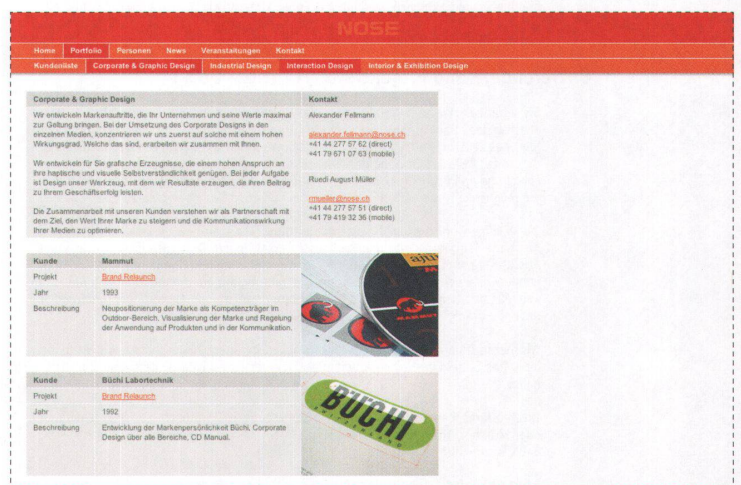 NOSE
Home Portfolio Personen News Veranstaltungen Kontakt
Kundenliste Corporate & Graphic Design Industrial Design Interaction Design Interior & Exhibition Design
Corporate & Graphic Design
Wir entwickeln Markenauftritte, die Ihr Unternehmen und seine Werte maximal
zur Geltung bringen. Bei der Umsetzung des Corporate Designs in den
einzelnen Medien, konzentrieren wir uns zuerst auf solche mit einem hohen
Wirkungsgrad. Welche das sind, erarbeiten wir zusammen mit Ihnen.
Wir entwickeln für Sie grafische Erzeugnisse, die einem hohen Anspruch an
ihre haptische und visuelle Selbstverständlichkeit genügen. Bei jeder Aufgabe
ist Design unser Werkzeug, mit dem wir Resultate erzeugen, die ihren Beitrag
zu Ihrem Geschäftserfolg leisten.
Die Zusammenarbeit mit unseren Kunden verstehen wir als Partnerschaft mit
dem Ziel, den Wert Ihrer Marke zu steigern und die Kommunikationswirkung
Ihrer Medien zu optimieren.
Kontakt
Alexander Fellmann
alexander.fellmann@nose.ch
+41 44 277 57 62 (direct)
+41 79 671 07 63 (mobile)
Ruedi August Müller
rmueller@nose.ch
+41 44 277 57 51 (direct)
+41 79 419 32 36 (mobile)
Kunde Mammut
Projekt Brand Relaunch
Jahr 1993
Beschreibung Neupositionierung der Marke als Kompetenzträger im
Outdoor-Bereich. Visualisierung der Marke und Regelung
der Anwendung auf Produkten und in der Kommunikation.
MAMMUT
Kunde Büchi Labortechnik
Projekt Brand Relaunch
Jahr 1992
Beschreibung Entwicklung der Markenpersönlichkeit Büchi, Corporate
Design über alle Bereiche, CD Manual.
BÜCHI
SWITZERLAND